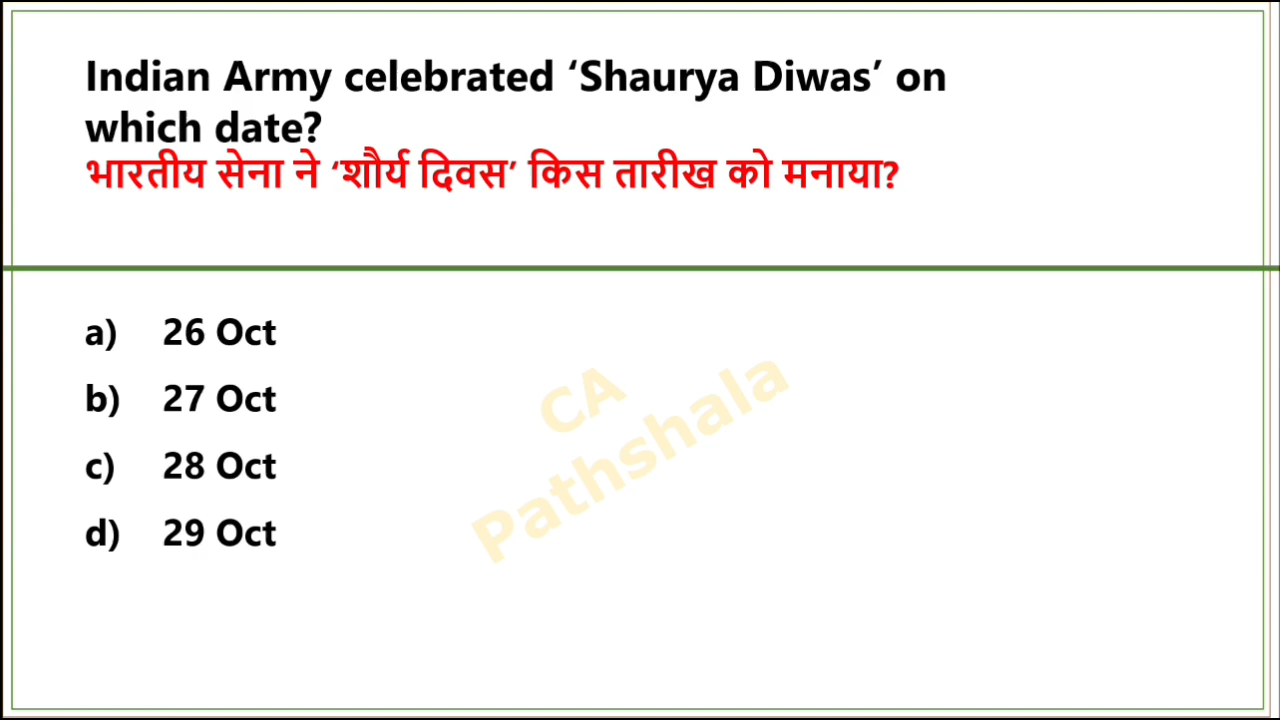 Indian Army celebrated ‘Shaurya Diwas’ on
which date?
भारतीय सेना ने ‘शौर्य दिवस’ किस तारीख को मनाया?
a) 26 Oct
b) 27 Oct
c) 28 Oct
d) 29 Oct
CA
Pathshala